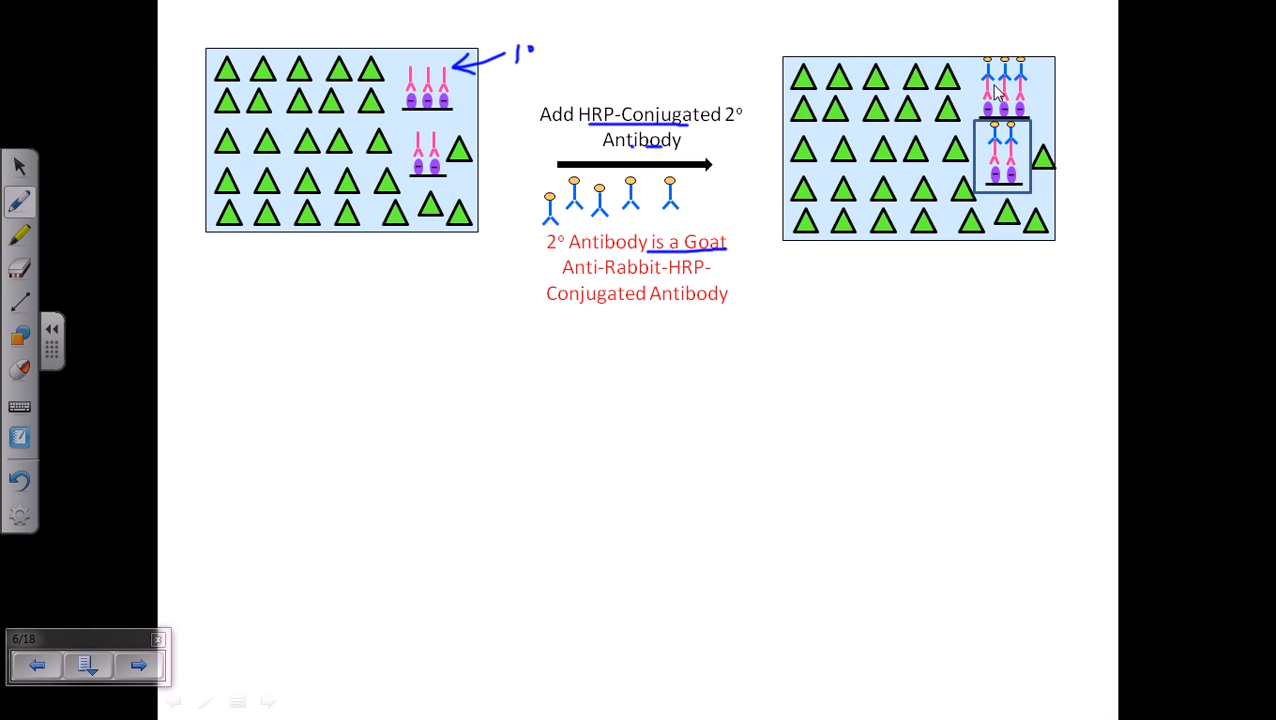 1°
Add HRP-Conjugated 2°
Antibody
2° Antibody is a Goat
Anti-Rabbit-HRP-
Conjugated Antibody
6/18